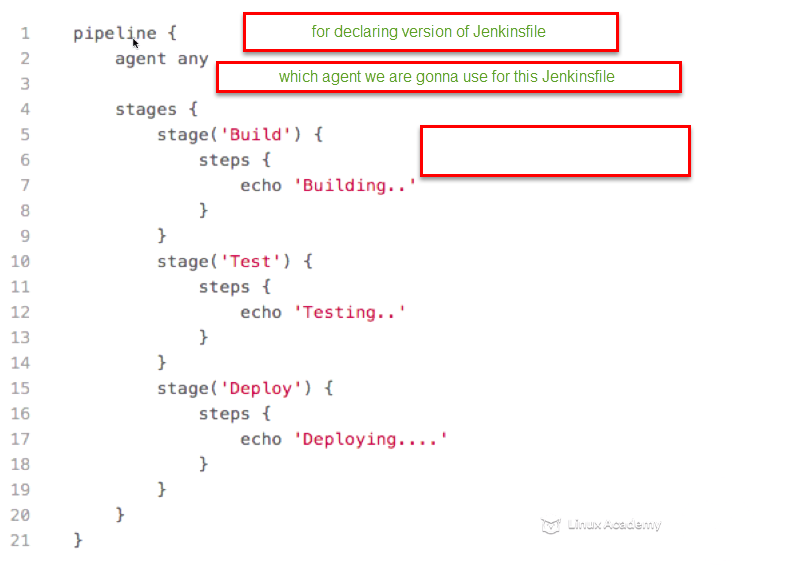 1 pipeline { for declaring version of Jenkinsfile
2 agent any
which agent we are gonna use for this Jenkinsfile
3
4 stages {
5 stage('Build') {
6 steps {
7 echo 'Building..'
8 }
9 }
10 stage('Test') {
11 steps {
12 echo 'Testing..'
13 }
14 }
15 stage('Deploy') {
16 steps {
17 echo 'Deploying....'
18 }
19 }
20 }
Linux Academy
21 }